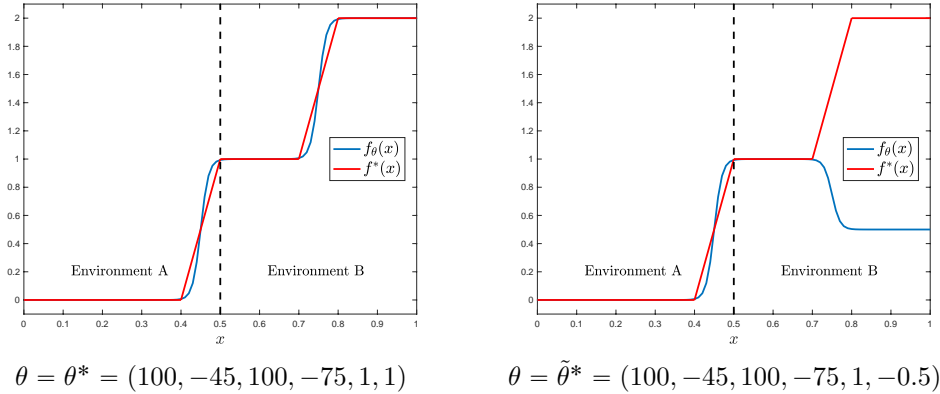 2
1.8
1.6
1.4
1.2
1
0.8
0.6
0.4
0.2
0
0 0.1 0.2 0.3 0.4 0.5 0.6 0.7 0.8 0.9 1
x
Environment A
Environment B
f_θ(x)
f*(x)
θ = θ* = (100, −45, 100, −75, 1, 1)
2
1.8
1.6
1.4
1.2
1
0.8
0.6
0.4
0.2
0
0 0.1 0.2 0.3 0.4 0.5 0.6 0.7 0.8 0.9 1
x
Environment A
Environment B
f_θ(x)
f*(x)
θ = θ̃* = (100, −45, 100, −75, 1, −0.5)